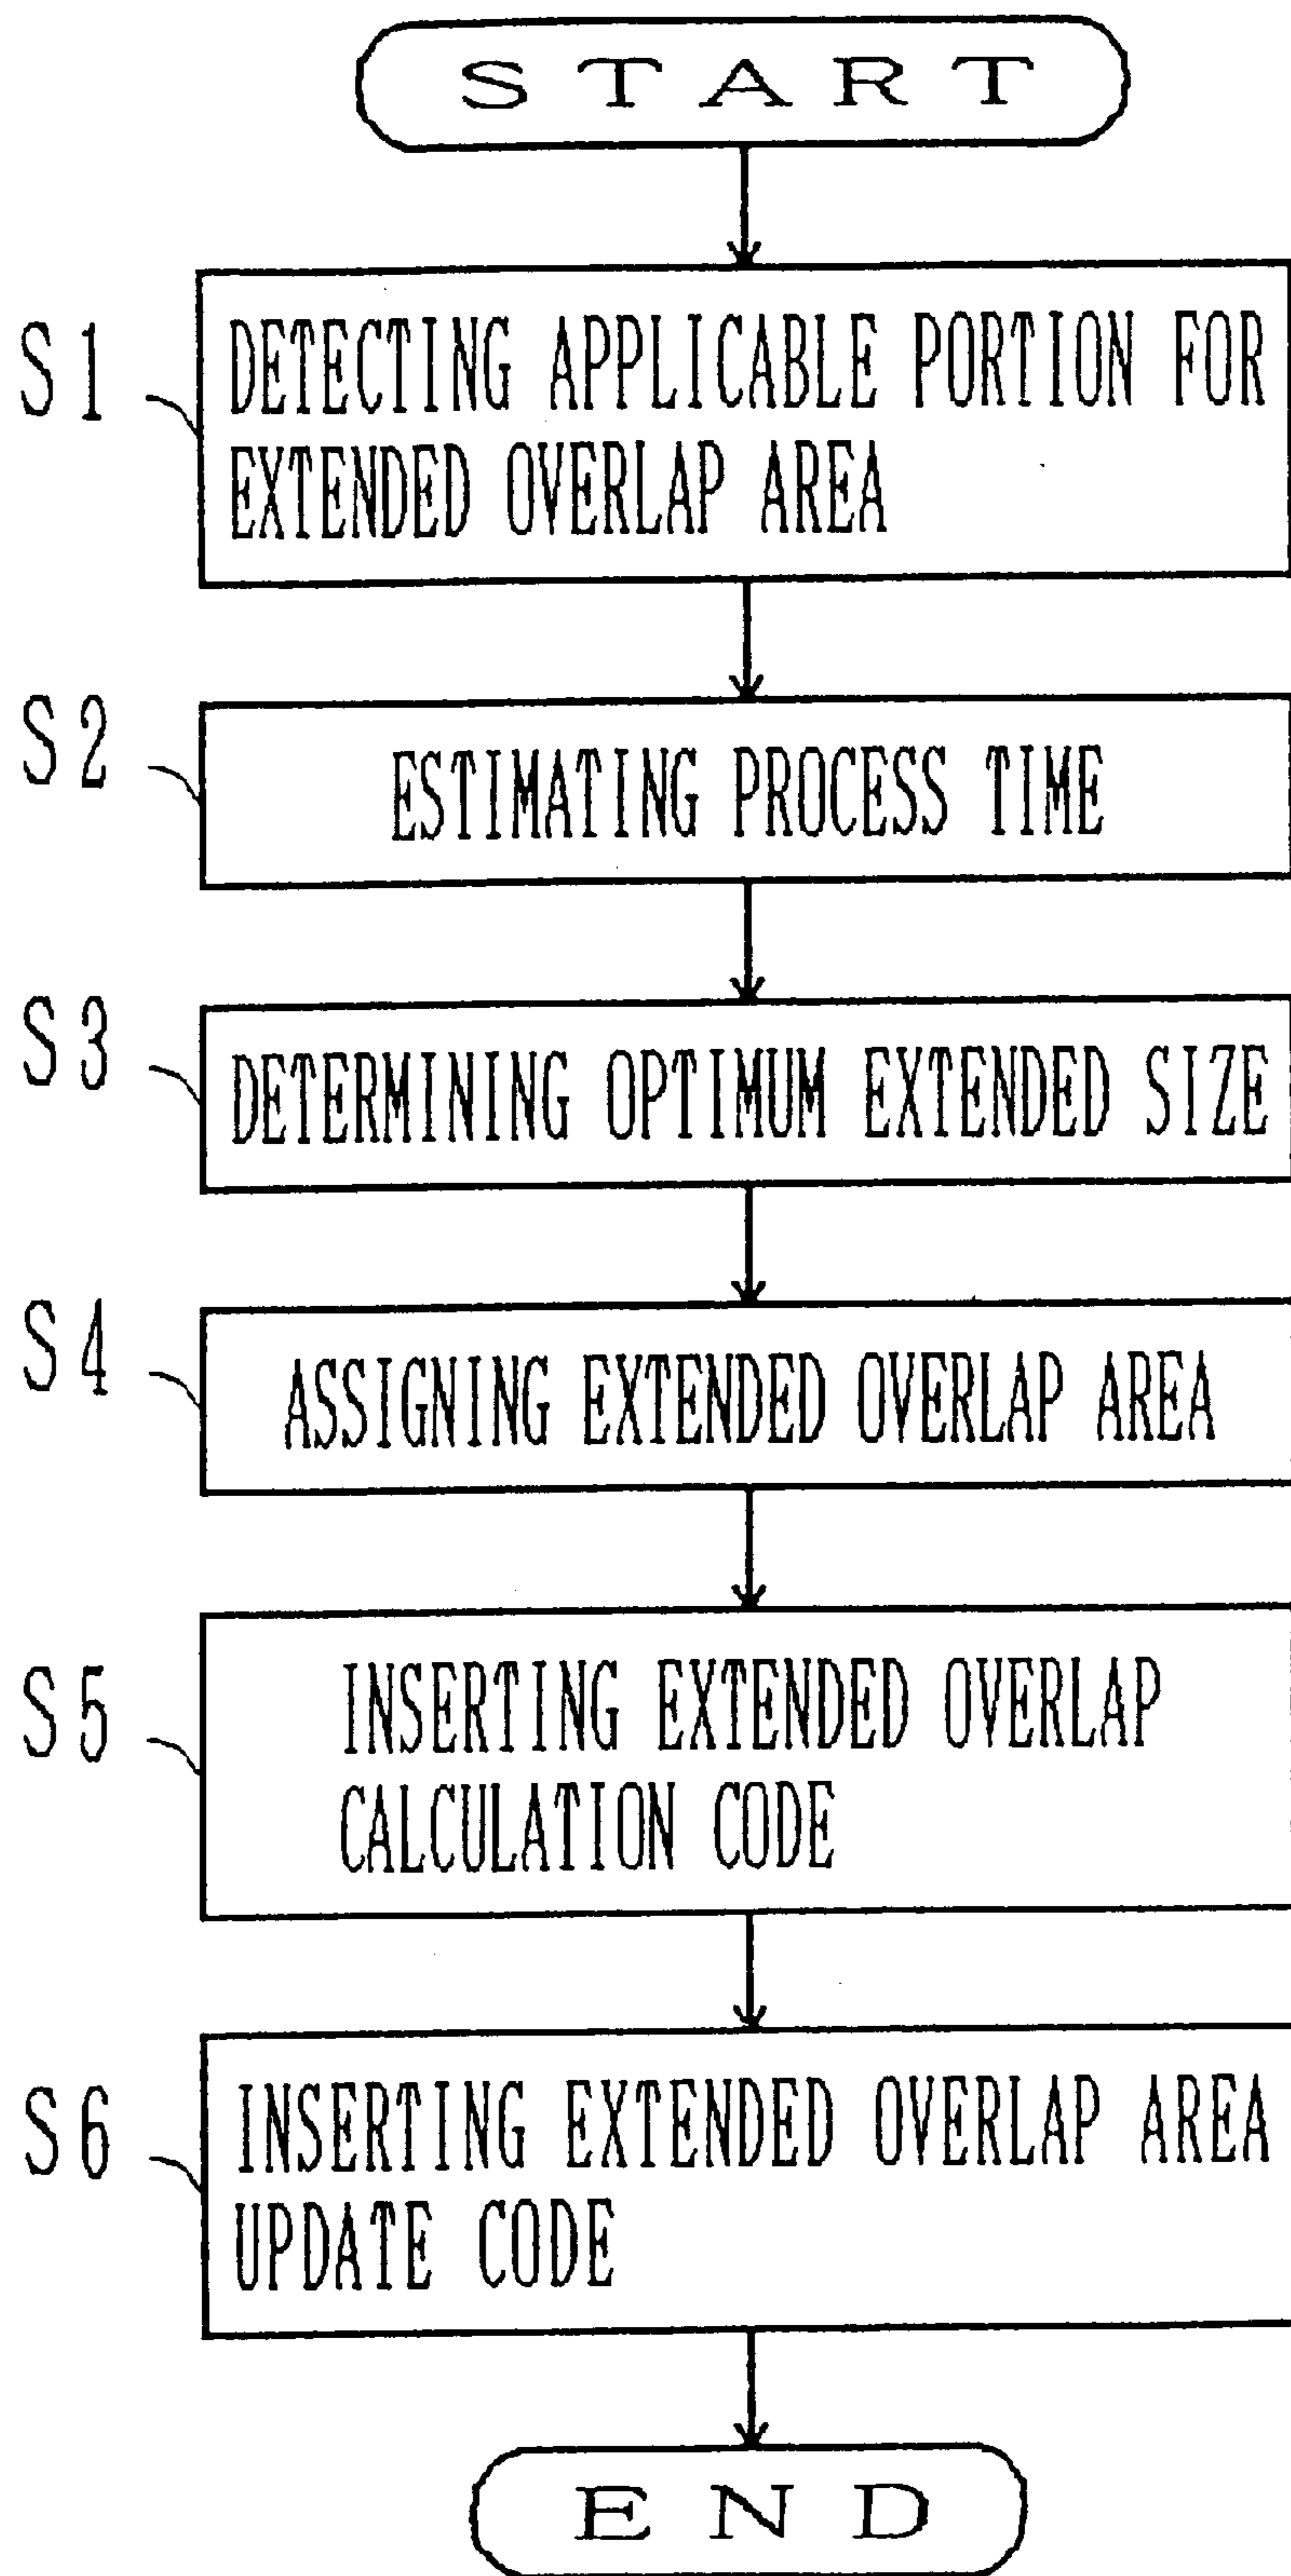 START
S1
DETECTING APPLICABLE PORTION FOR
EXTENDED OVERLAP AREA
S2
ESTIMATING PROCESS TIME
S3
DETERMINING OPTIMUM EXTENDED SIZE
S4
ASSIGNING EXTENDED OVERLAP AREA
S5
INSERTING EXTENDED OVERLAP
CALCULATION CODE
S6
INSERTING EXTENDED OVERLAP AREA
UPDATE CODE
END